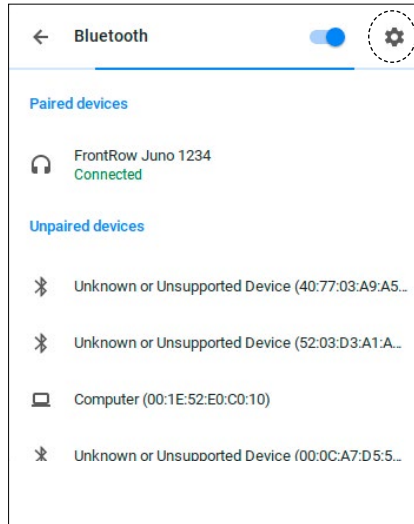 Bluetooth
Paired devices
FrontRow Juno 1234
Connected
Unpaired devices
Unknown or Unsupported Device (40:77:03:A9:A5...
Unknown or Unsupported Device (52:03:D3:A1:A...
Computer (00:1E:52:E0:C0:10)
Unknown or Unsupported Device (00:0C:A7:D5:5...